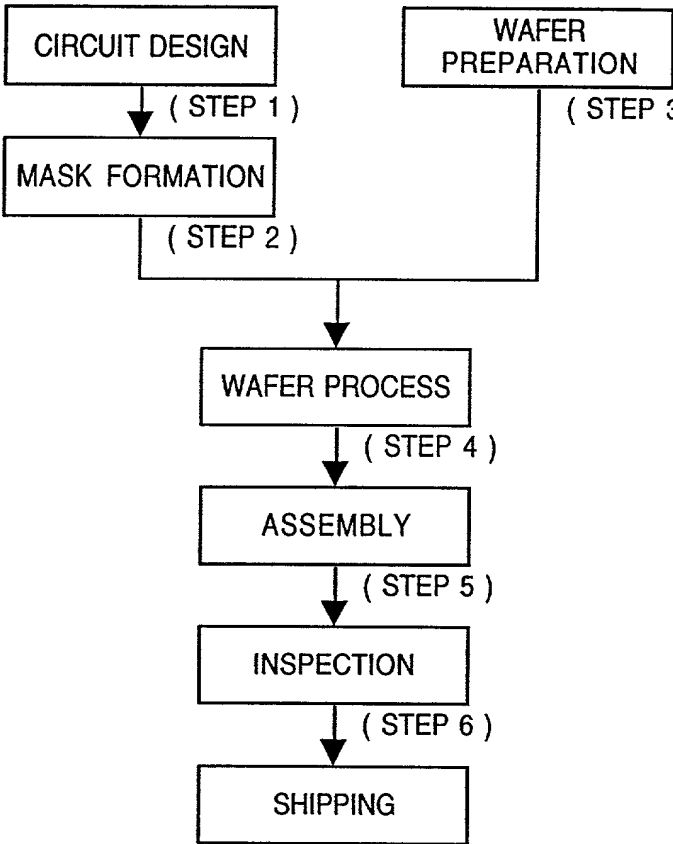 CIRCUIT DESIGN
( STEP 1 )
WAFER
PREPARATION
( STEP 3
MASK FORMATION
( STEP 2 )
WAFER PROCESS
( STEP 4 )
ASSEMBLY
( STEP 5 )
INSPECTION
( STEP 6 )
SHIPPING